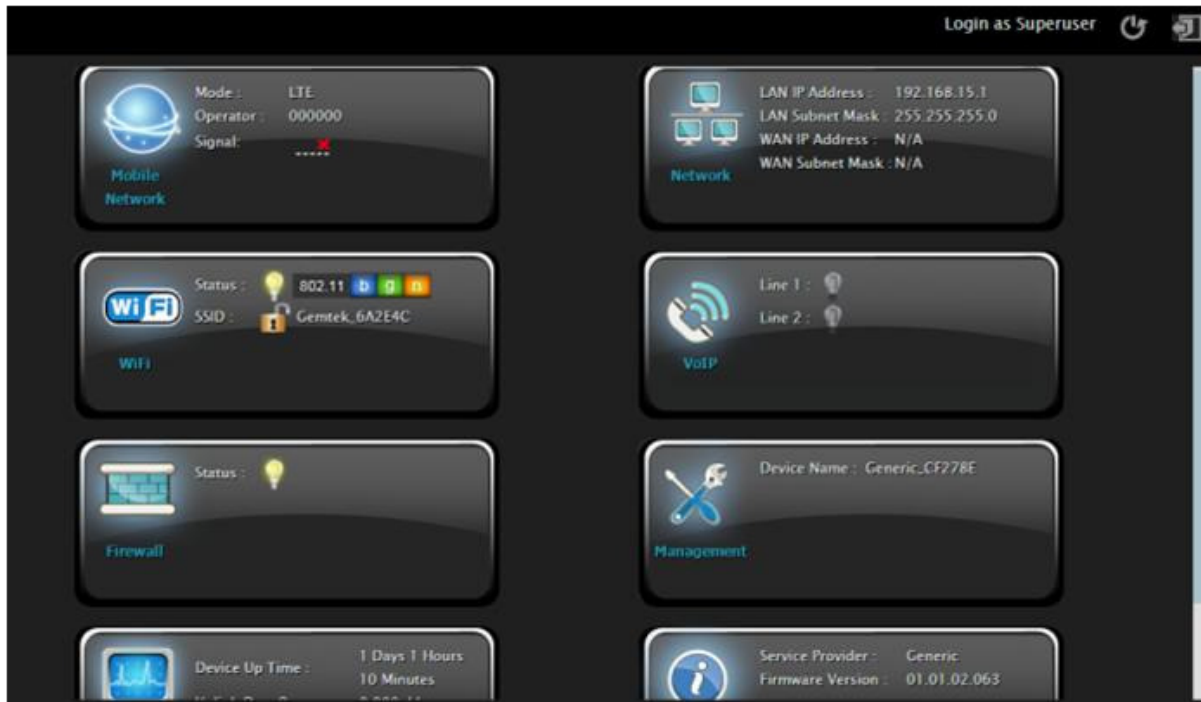 Login as Superuser
Mode : LTE
Operator : 000000
Signal:
Mobile
Network
LAN IP Address : 192.168.15.1
LAN Subnet Mask : 255.255.255.0
WAN IP Address : N/A
WAN Subnet Mask : N/A
Network
Status : 802.11 b g n
SSID : Gemtek_6A2E4C
Wi Fi
WiFi
Line 1 :
Line 2 :
VoIP
Status :
Firewall
Device Name : Generic_CF278E
Management
Device Up Time : 1 Days 1 Hours
10 Minutes
Service Provider : Generic
Firmware Version : 01.01.02.063